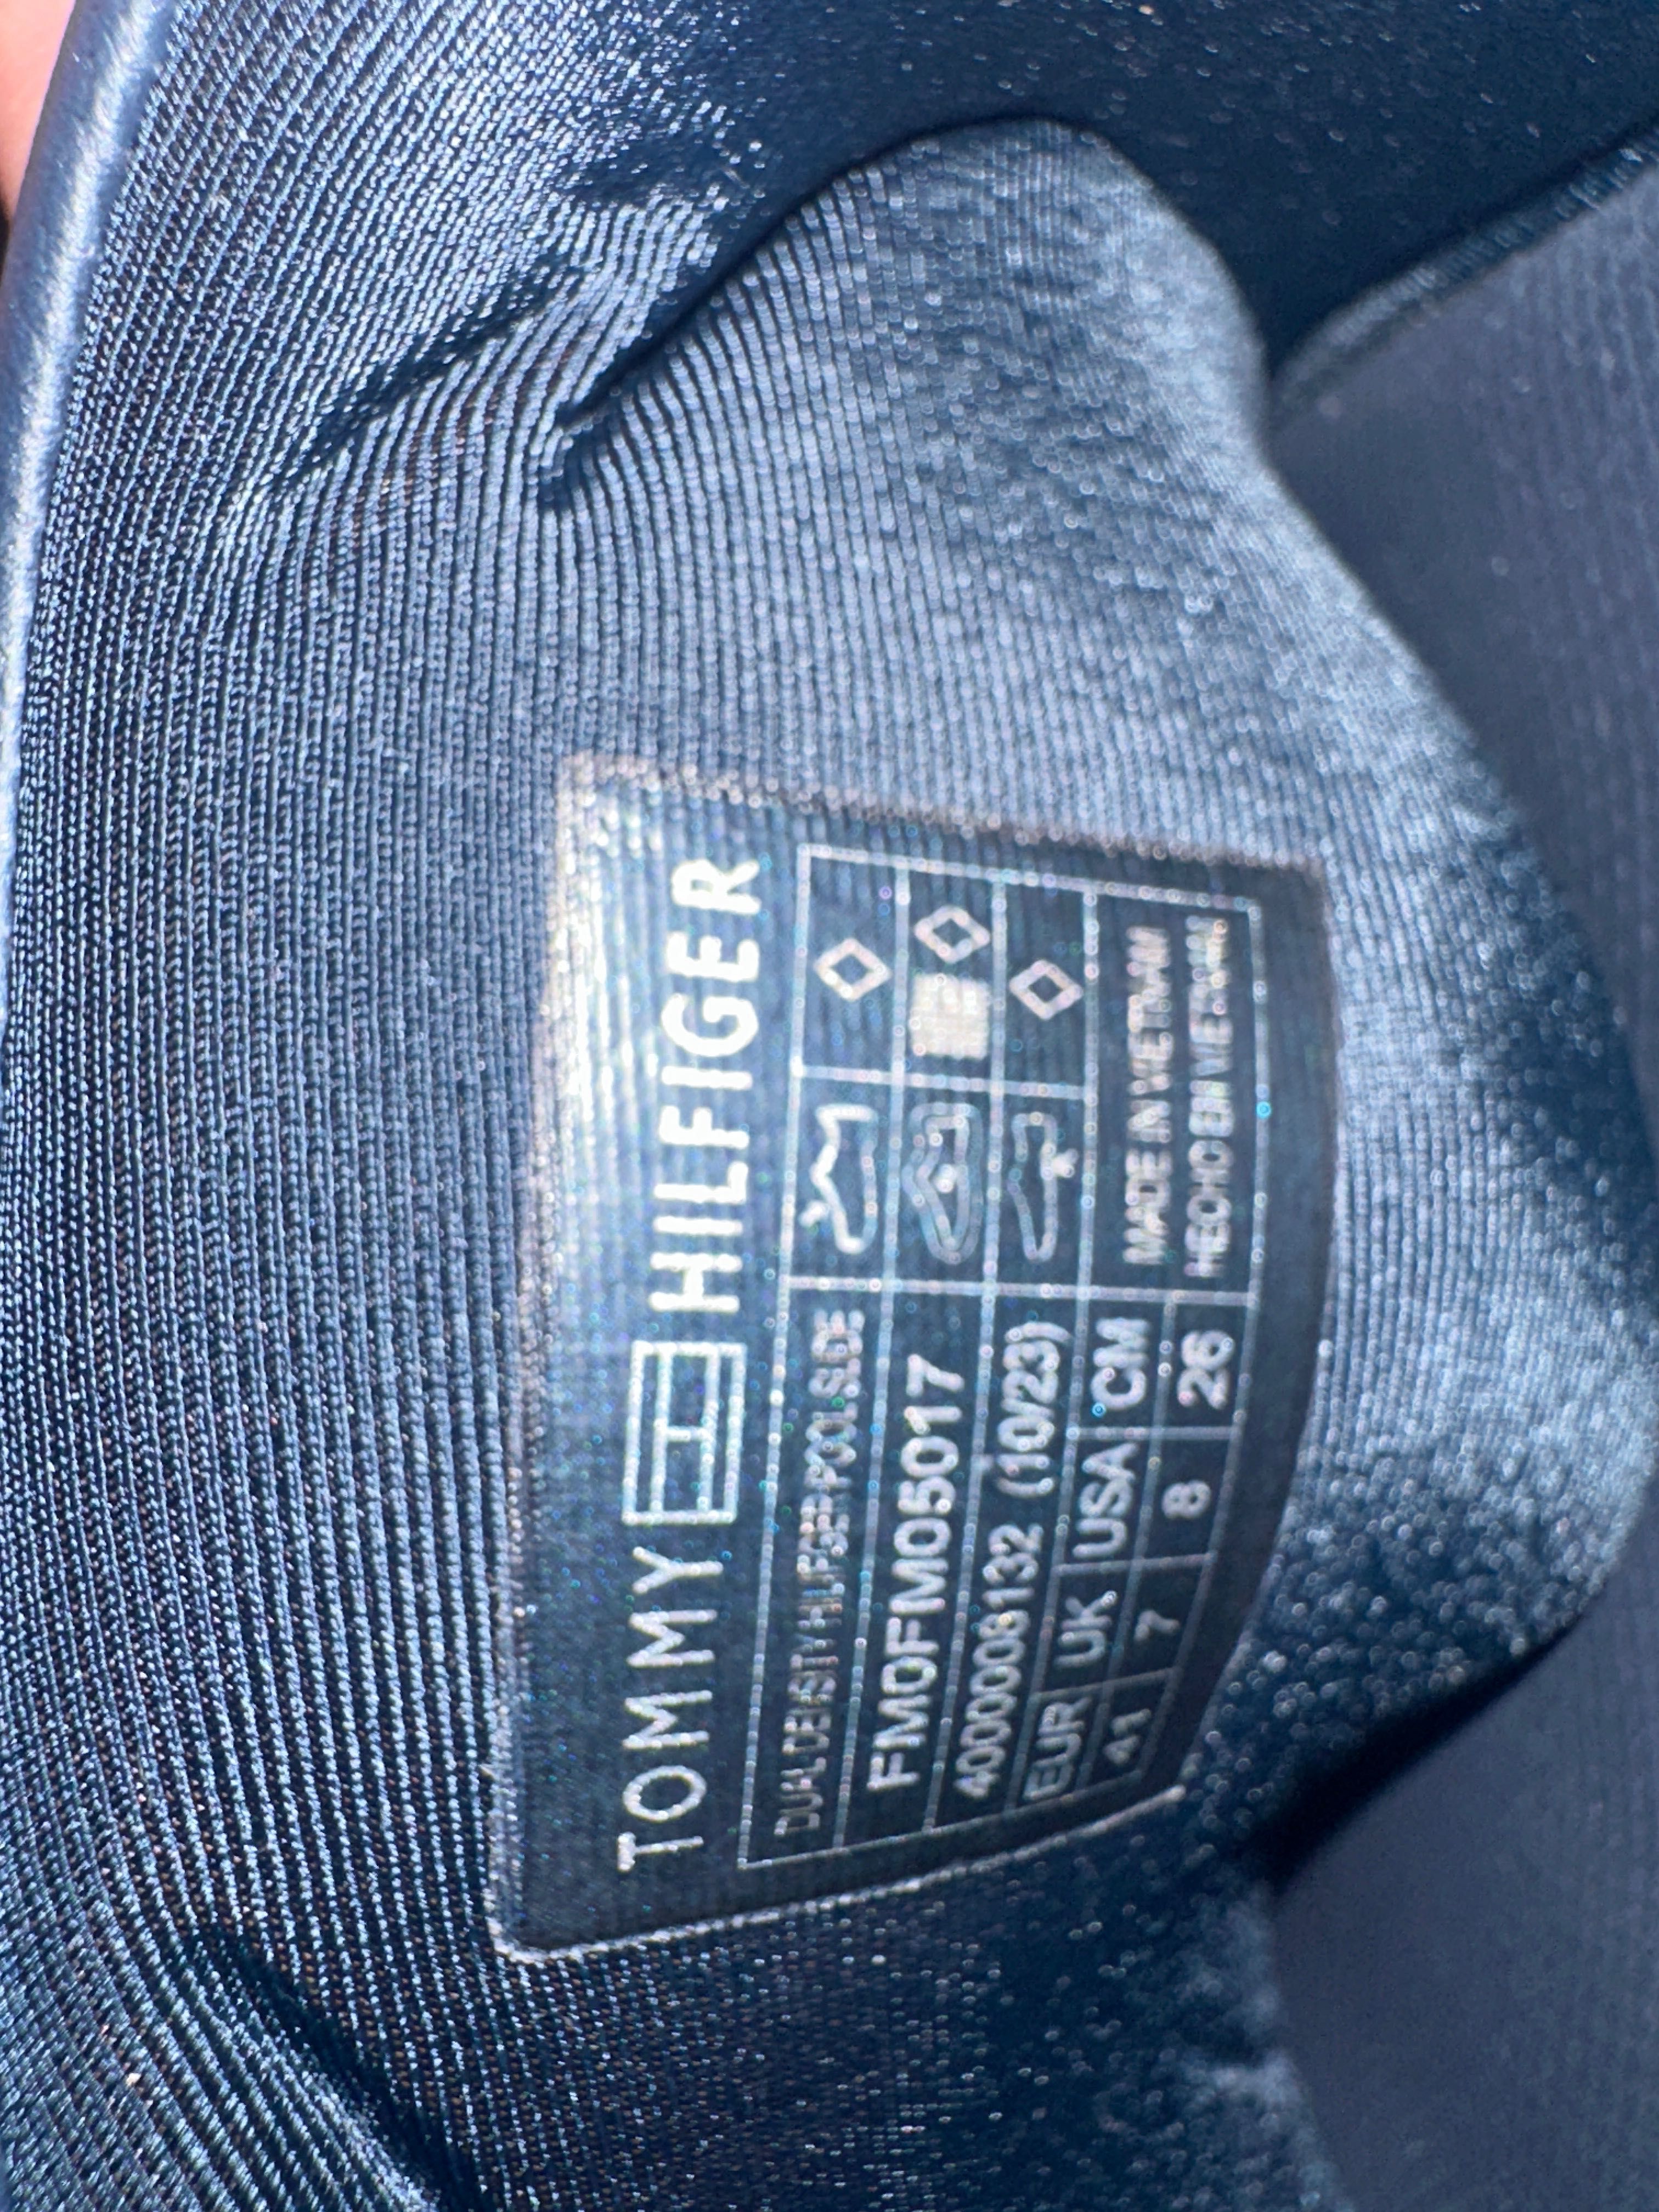 TOMMY HILFIGER
DUAL DENSITY HILFIGER POOL SLIDE
FM0FM05017
4000008132 (10/23)
EUR UK USA CM
41 7 8 26
MADE IN VIETNAM
HECHO EN VIETNAM